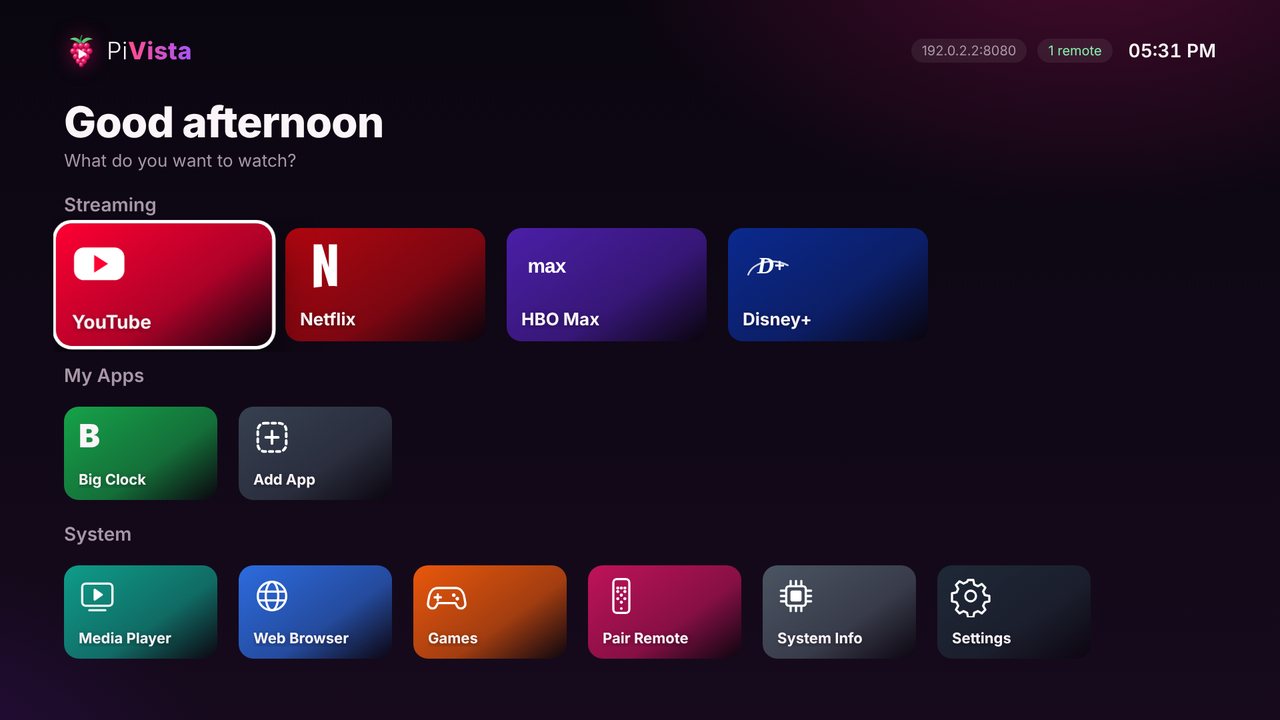 PiVista
192.0.2.2:8080
1 remote
05:31 PM
Good afternoon
What do you want to watch?
Streaming
YouTube
N
Netflix
max
HBO Max
D+
Disney+
My Apps
B
Big Clock
Add App
System
Media Player
Web Browser
Games
Pair Remote
System Info
Settings